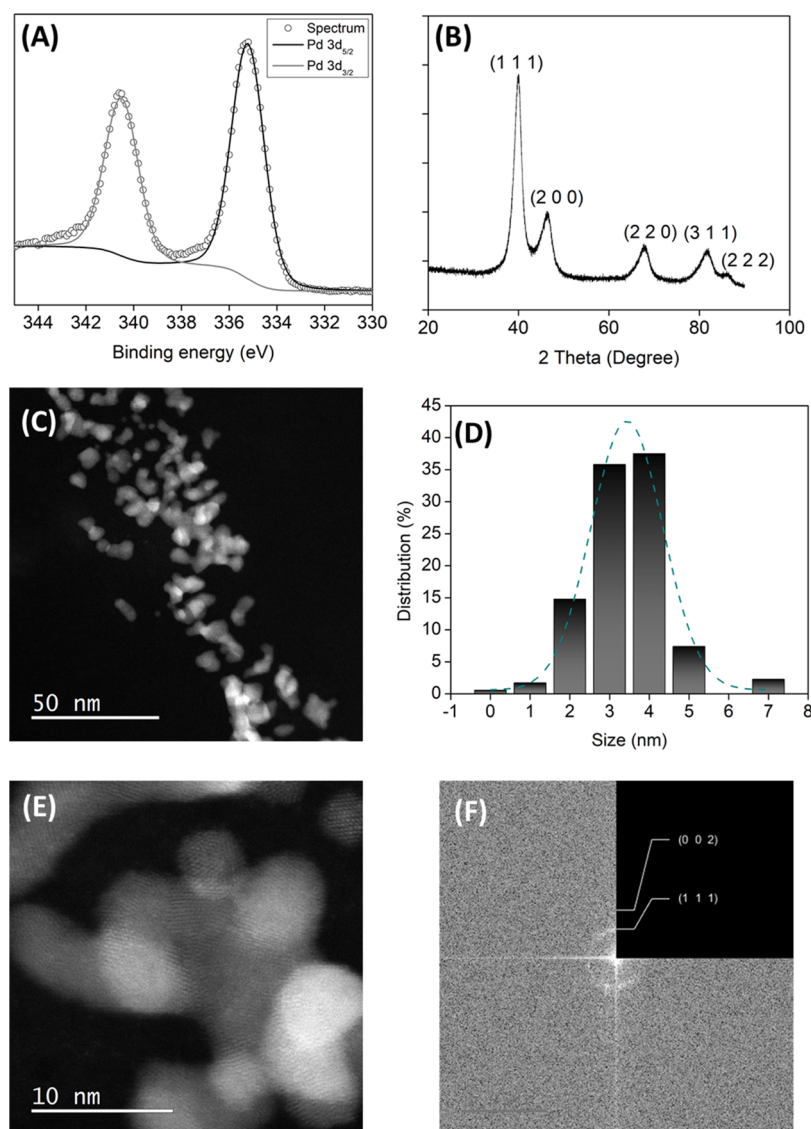 (A)
Spectrum
Pd 3d5/2
Pd 3d3/2
344 342 340 338 336 334 332 330
Binding energy (eV)
(B)
(1 1 1)
(2 0 0)
(2 2 0)
(3 1 1)
(2 2 2)
20 40 60 80 100
2 Theta (Degree)
(C)
50 nm
(D)
45
40
35
30
25
20
15
10
5
0
-1 0 1 2 3 4 5 6 7 8
Distribution (%)
Size (nm)
(E)
10 nm
(F)
(0 0 2)
(1 1 1)